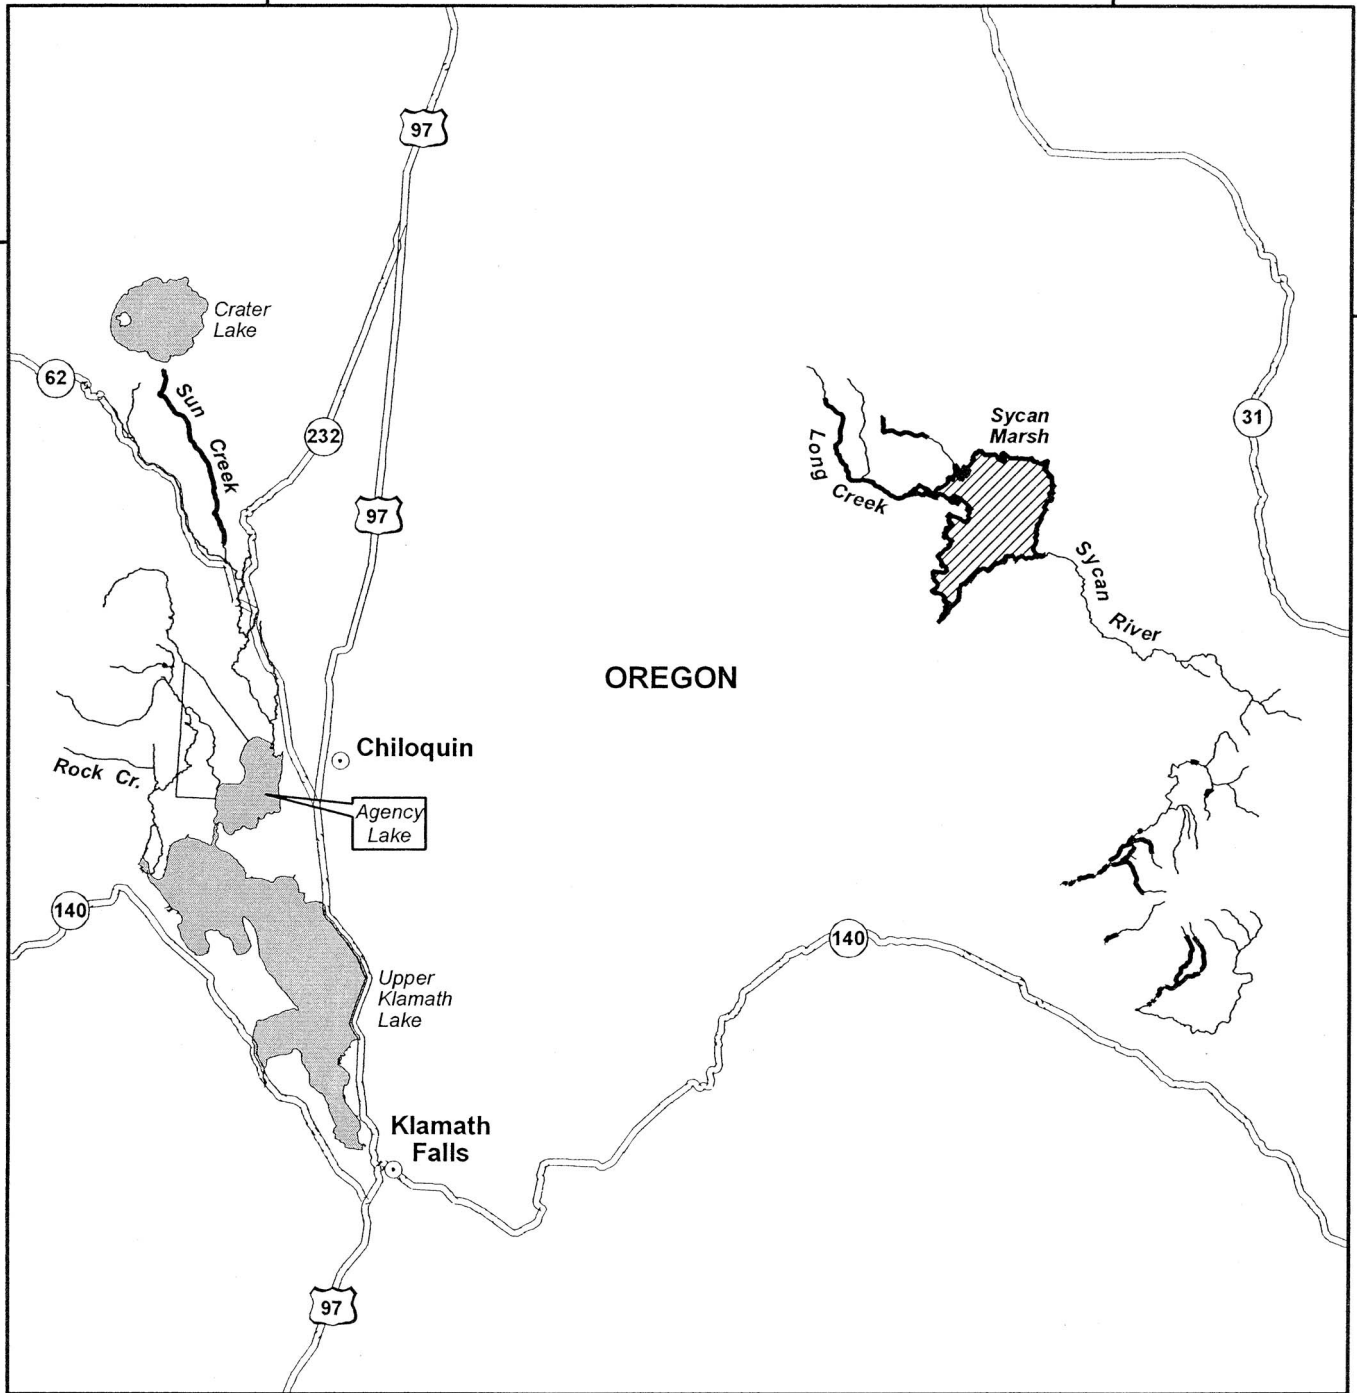 97
Crater
Lake
62
Sun
Creek
232
97
31
Sycan
Marsh
Long
Creek
Sycan
River
OREGON
Chiloquin
Rock Cr.
Agency
Lake
140
140
Upper
Klamath
Lake
Klamath
Falls
97